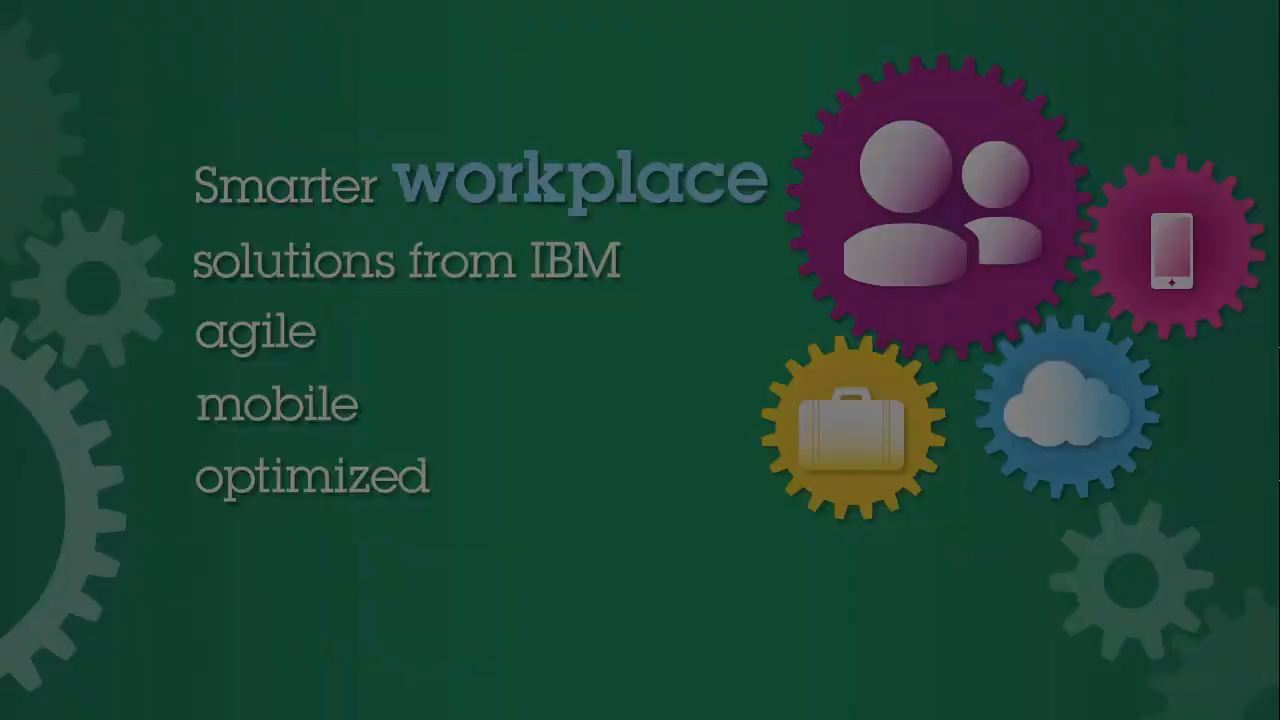 Smarter workplace
solutions from IBM
agile
mobile
optimized